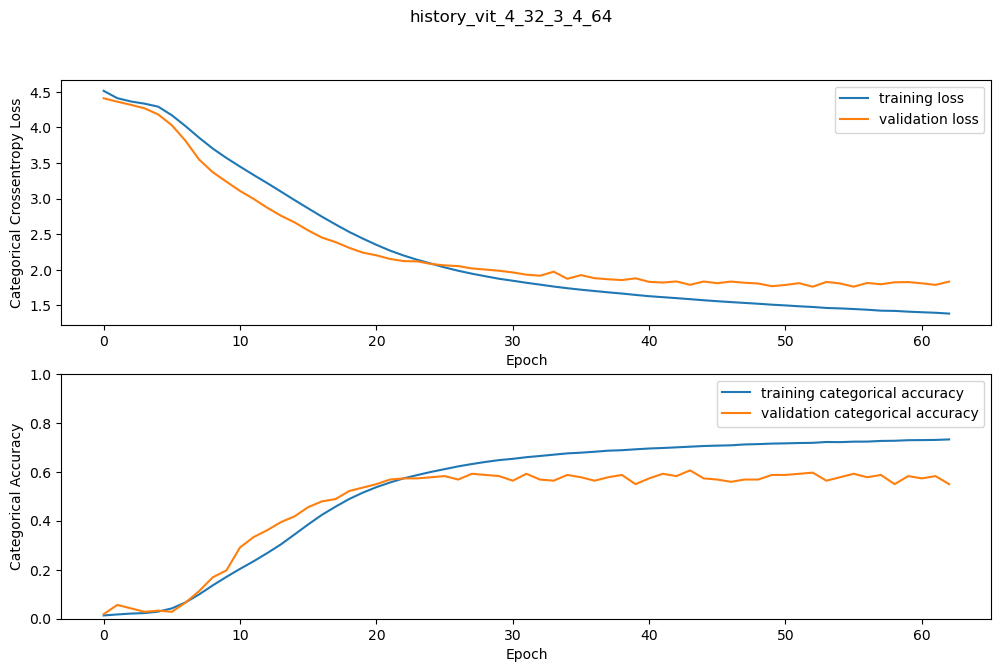 history_vit_4_32_3_4_64
4.5
4.0
3.5
3.0
2.5
2.0
1.5
Categorical Crossentropy Loss
training loss
validation loss
0 10 20 30 40 50 60
Epoch
1.0
0.8
0.6
0.4
0.2
0.0
Categorical Accuracy
training categorical accuracy
validation categorical accuracy
0 10 20 30 40 50 60
Epoch